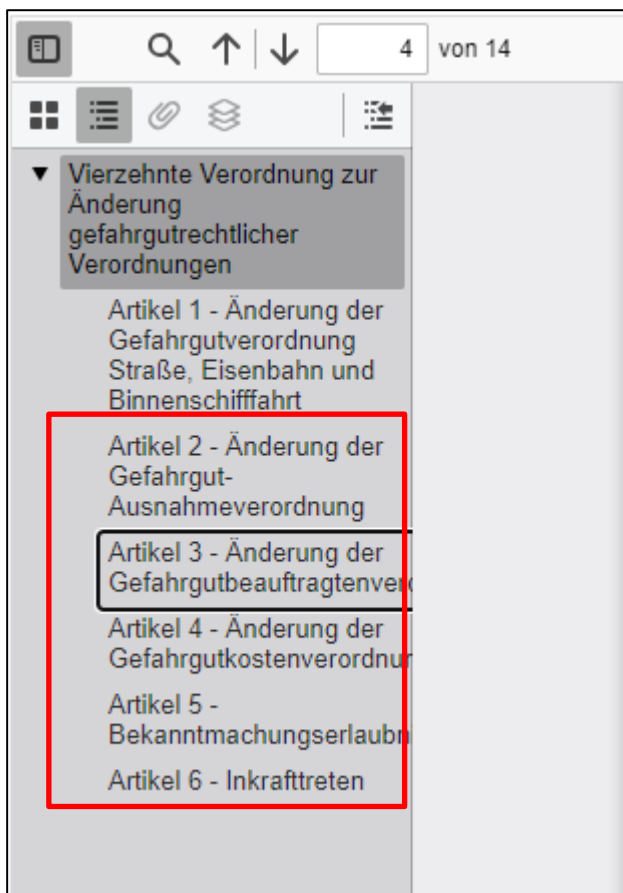 4 von 14
Vierzehnte Verordnung zur
Änderung
gefahrgutrechtlicher
Verordnungen
Artikel 1 - Änderung der
Gefahrgutverordnung
Straße, Eisenbahn und
Binnenschifffahrt
Artikel 2 - Änderung der
Gefahrgut-
Ausnahmeverordnung
Artikel 3 - Änderung der
Artikel 4 - Änderung der
Artikel 5 -
Artikel 6 - Inkrafttreten